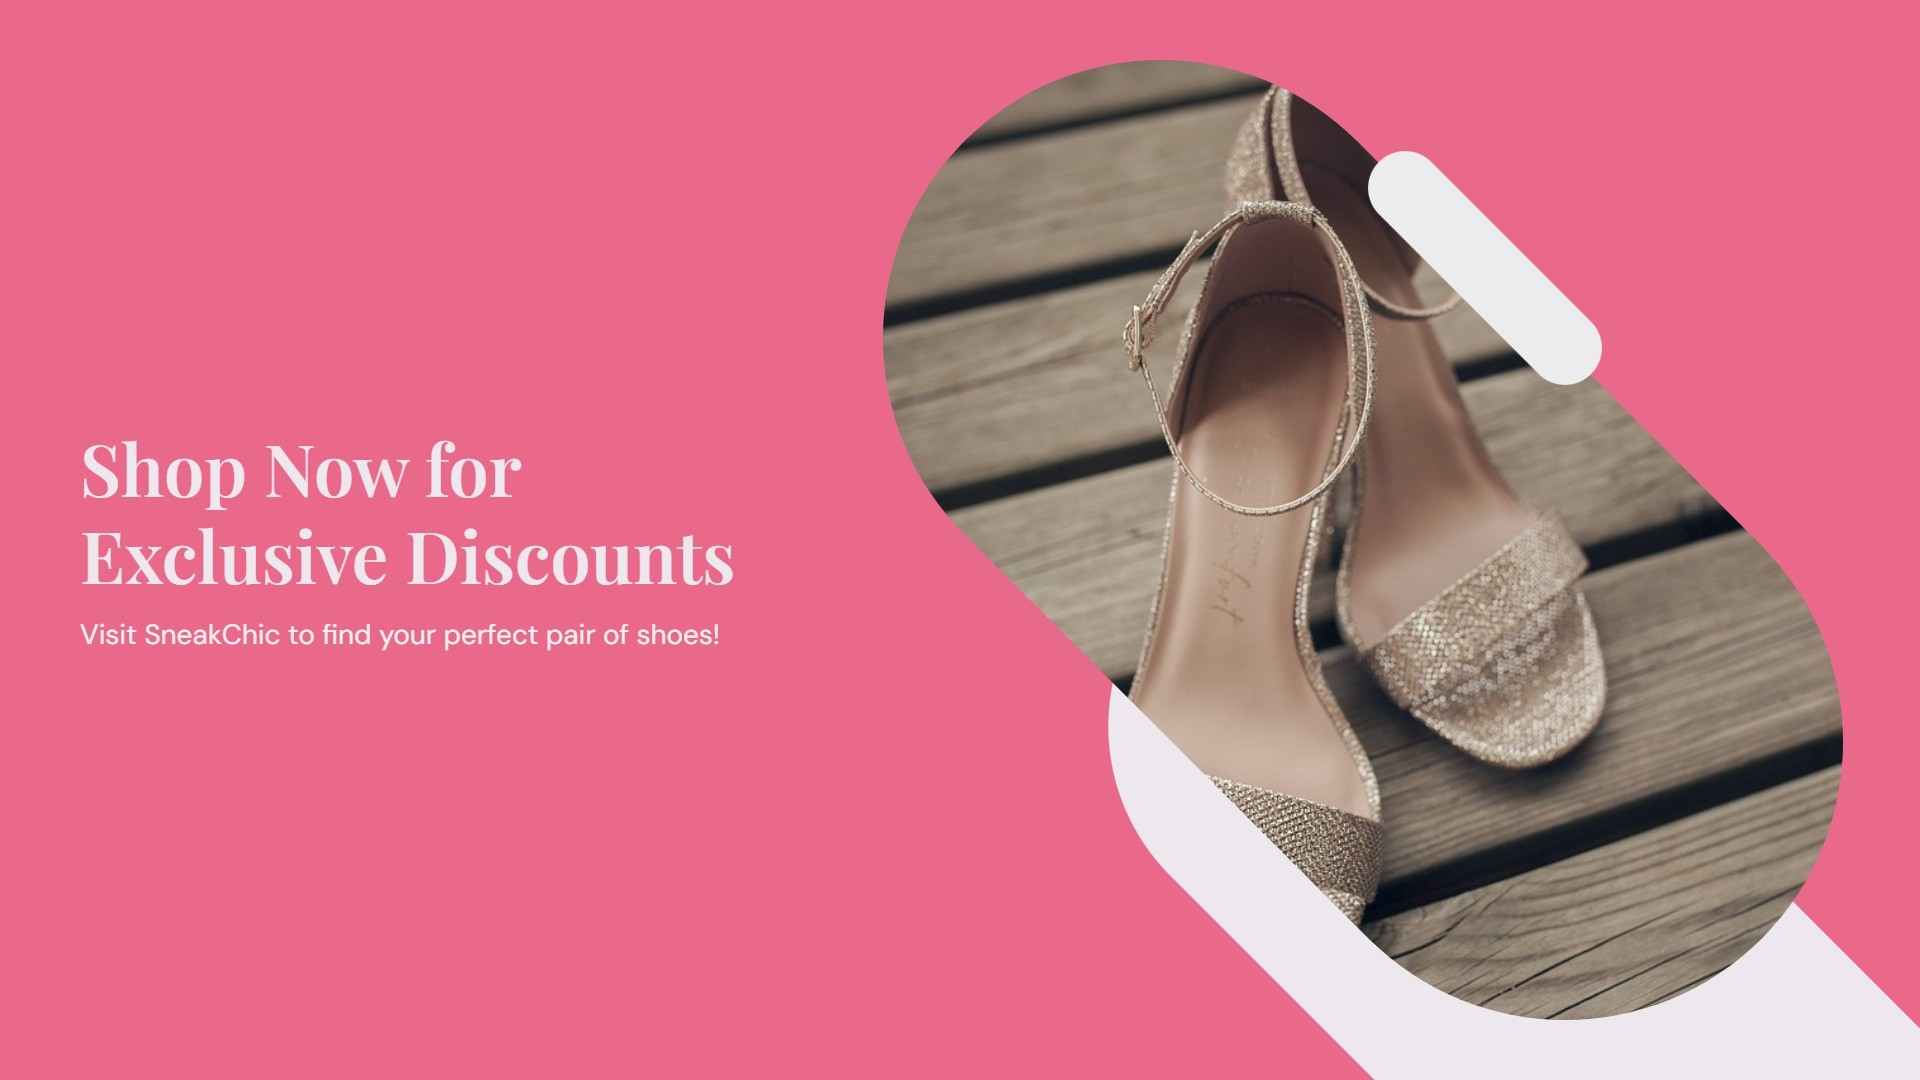 Shop Now for
Exclusive Discounts
Visit SneakChic to find your perfect pair of shoes!